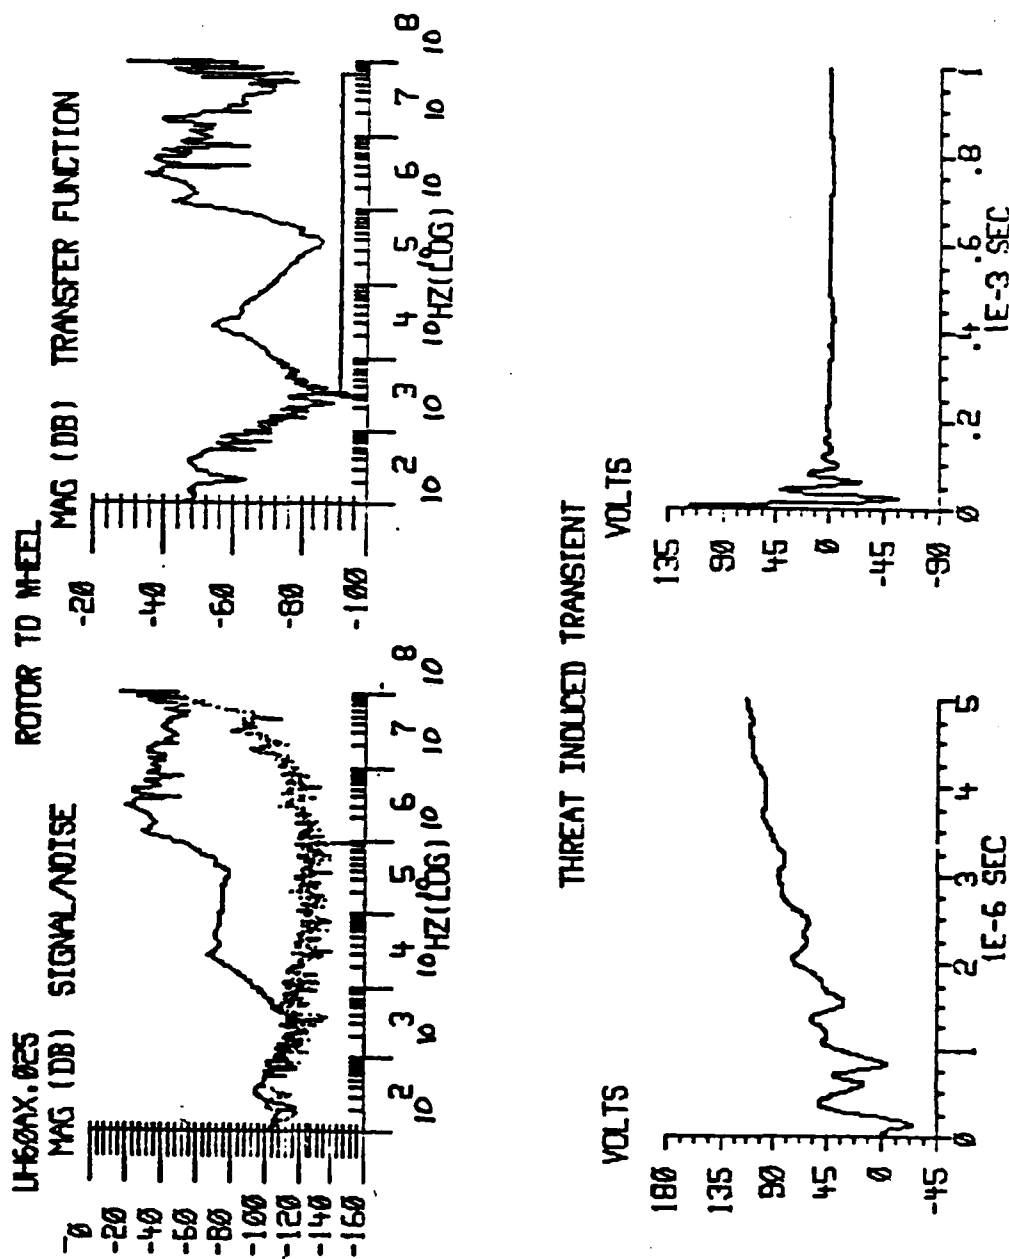 UH60AX.025 ROTOR TO WHEEL
MAG (DB) SIGNAL/NOISE
0
-20
-40
-60
-80
-100
-120
-140
-160
10 2 10 3 10 4 10 5 10 6 10 7 10 8
HZ(LOG)
MAG (DB) TRANSFER FUNCTION
-20
-40
-60
-80
-100
10 2 10 3 10 4 10 5 10 6 10 7 10 8
HZ(LOG)
THREAT INDUCED TRANSIENT
VOLTS
180
135
90
45
0
-45
0 1 2 3 4 5
1E-6 SEC
VOLTS
135
90
45
0
-45
-90
0 .2 .4 .6 .8 1
1E-3 SEC